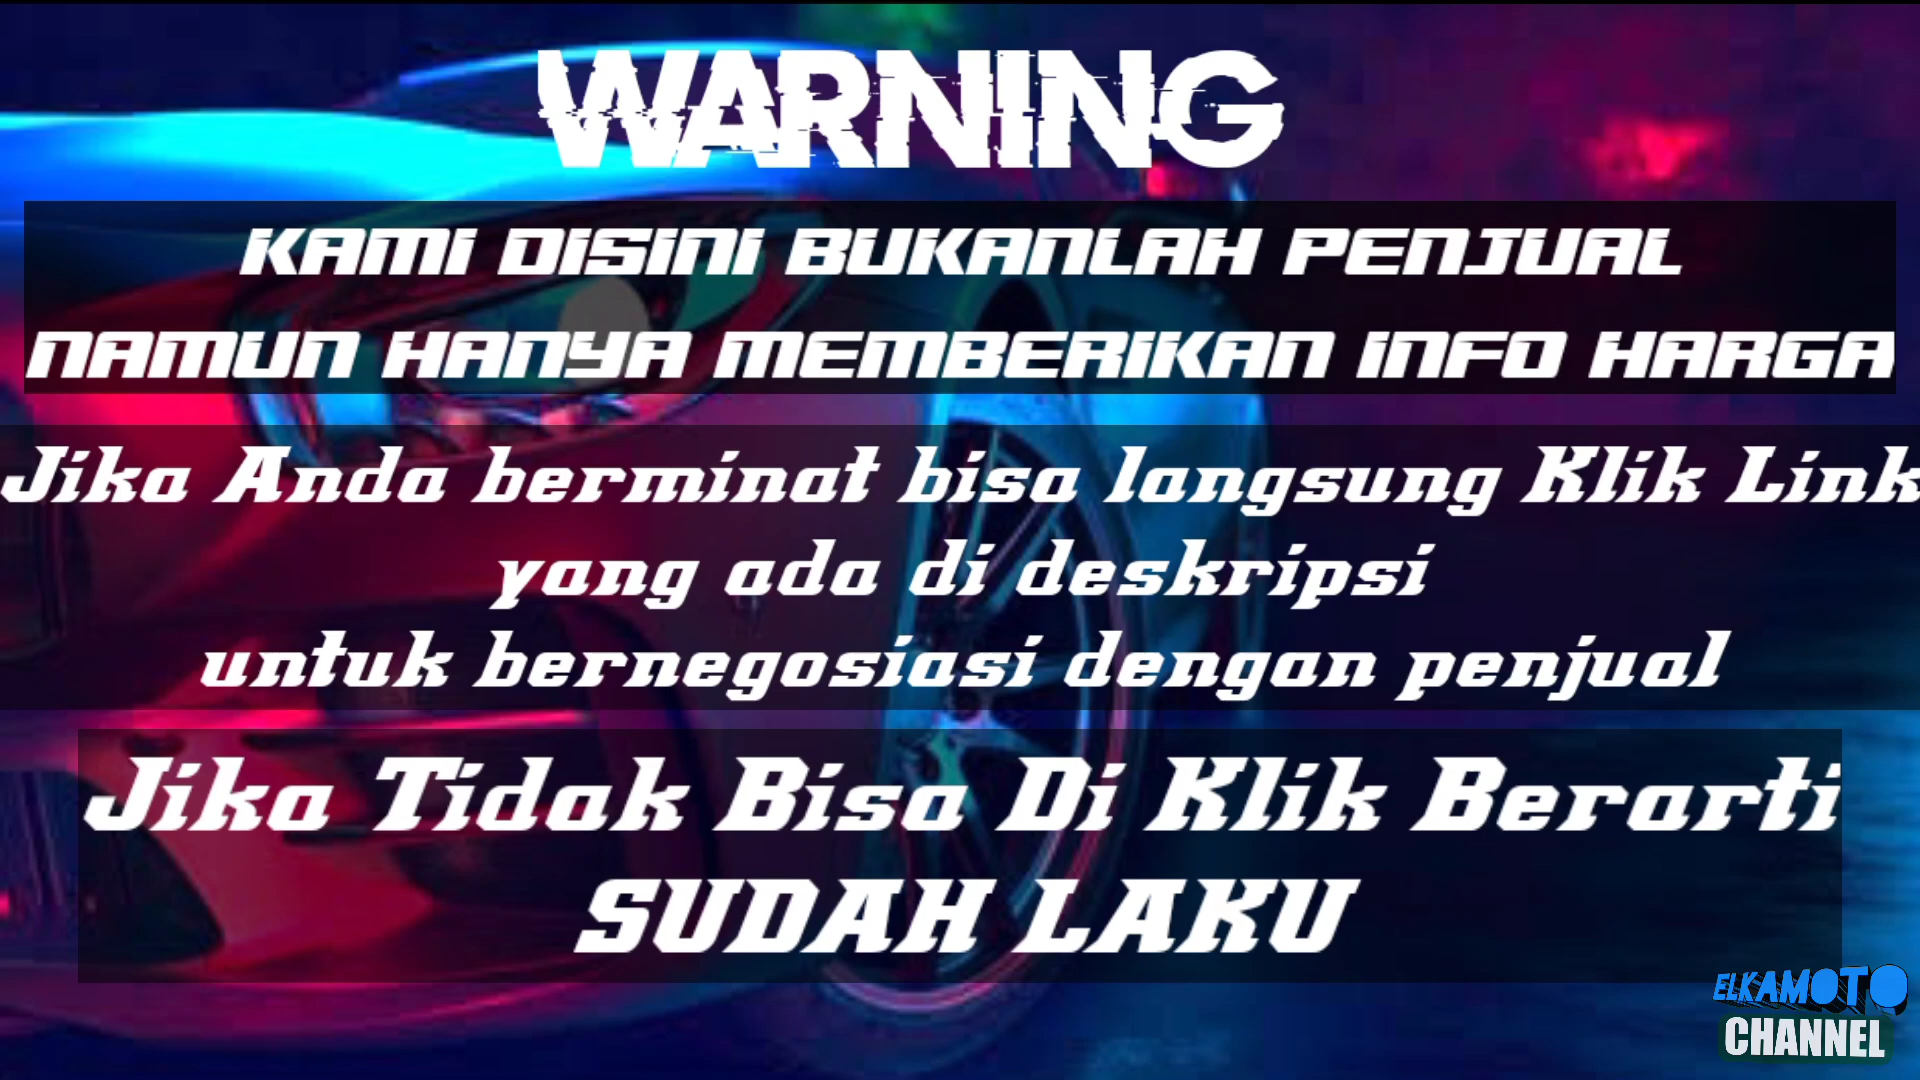 WARNING
KAMI DISINI BUKANLAH PENJUAL
NAMUN HANYA MEMBERIKAN INFO HARGA
Jika Anda berminat bisa langsung Klik Link
yang ada di deskripsi
untuk bernegosiasi dengan penjual
Jika Tidak Bisa Di Klik Berarti
SUDAH LAKU
ELKAMOTO
CHANNEL